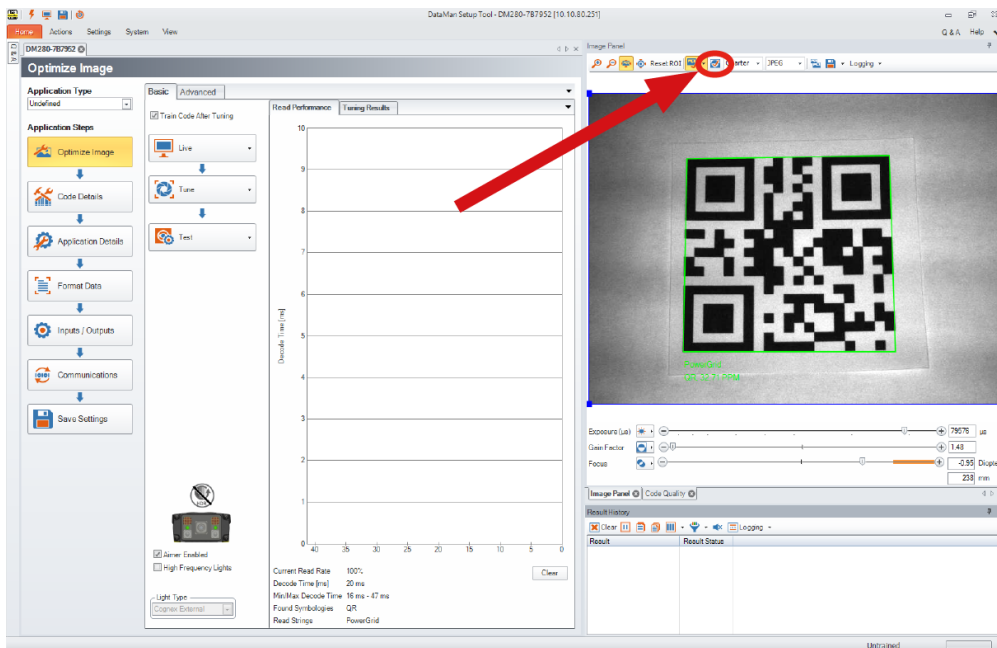 DataMan Setup Tool - DM280-7B7952 [10.10.80.251]
Home Actions Settings System View
Q & A Help
DM280-7B7952
Optimize Image
Application Type
Undefined
Application Steps
Optimize Image
Code Details
Application Details
Format Data
Inputs / Outputs
Communications
Save Settings
Basic Advanced
Train Code After Tuning
Live
Tune
Test
Aimer Enabled
High Frequency Lights
Light Type
Cognex External
Read Performance Tuning Results
Decode Time [ms]
10
9
8
7
6
5
4
3
2
1
0
40 35 30 25 20 15 10 5 0
Current Read Rate 100%
Decode Time [ms] 20 ms
Min/Max Decode Time 16 ms - 47 ms
Found Symbologies QR
Read Strings PowerGrid
Clear
Image Panel
Reset ROI JPEG Logging
PowerGrid
Exposure (µs) 79576 us
Gain Factor 1.48
Focus -0.95 Diopte
238 mm
Image Panel Code Quality
Result History
Clear Logging
Result Result Status
Untrained